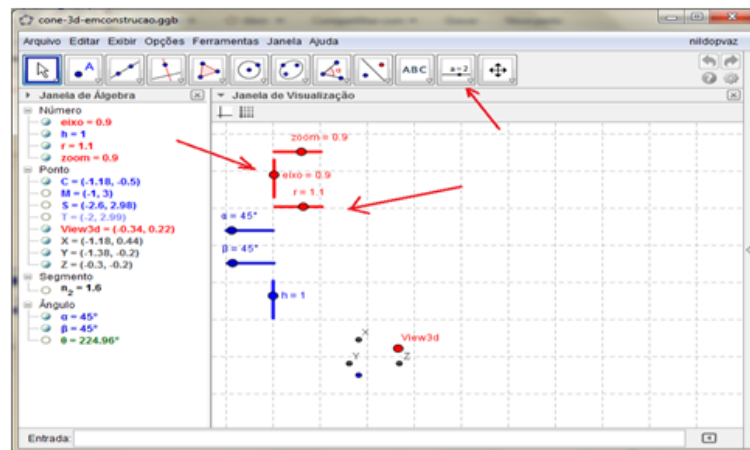 cone-3d-emconstrucao.ggb
Arquivo Editar Exibir Opções Ferramentas Janela Ajuda
nildopvaz
A
ABC
a=2
Janela de Álgebra
Janela de Visualização
Número
eixo = 0.9
h = 1
r = 1.1
zoom = 0.9
Ponto
C = (-1.18, -0.5)
M = (-1, 3)
S = (-2.6, 2.98)
T = (-2, 2.99)
View3d = (-0.34, 0.22)
X = (-1.18, 0.44)
Y = (-1.38, -0.2)
Z = (-0.3, -0.2)
Segmento
n₂ = 1.6
Ângulo
α = 45°
β = 45°
θ = 224.96°
zoom = 0.9
eixo = 0.9
r = 1.1
α = 45°
β = 45°
h = 1
X
View3d
Y
Z
Entrada: